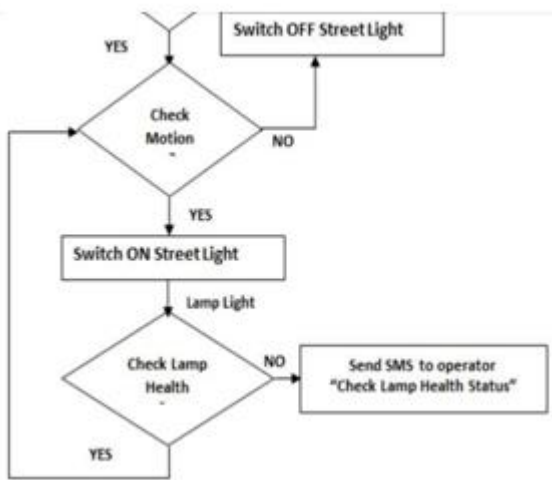 Switch OFF Street Light
YES
Check
Motion
NO
YES
Switch ON Street Light
Lamp Light
Check Lamp
Health
NO
Send SMS to operator
“Check Lamp Health Status”
YES